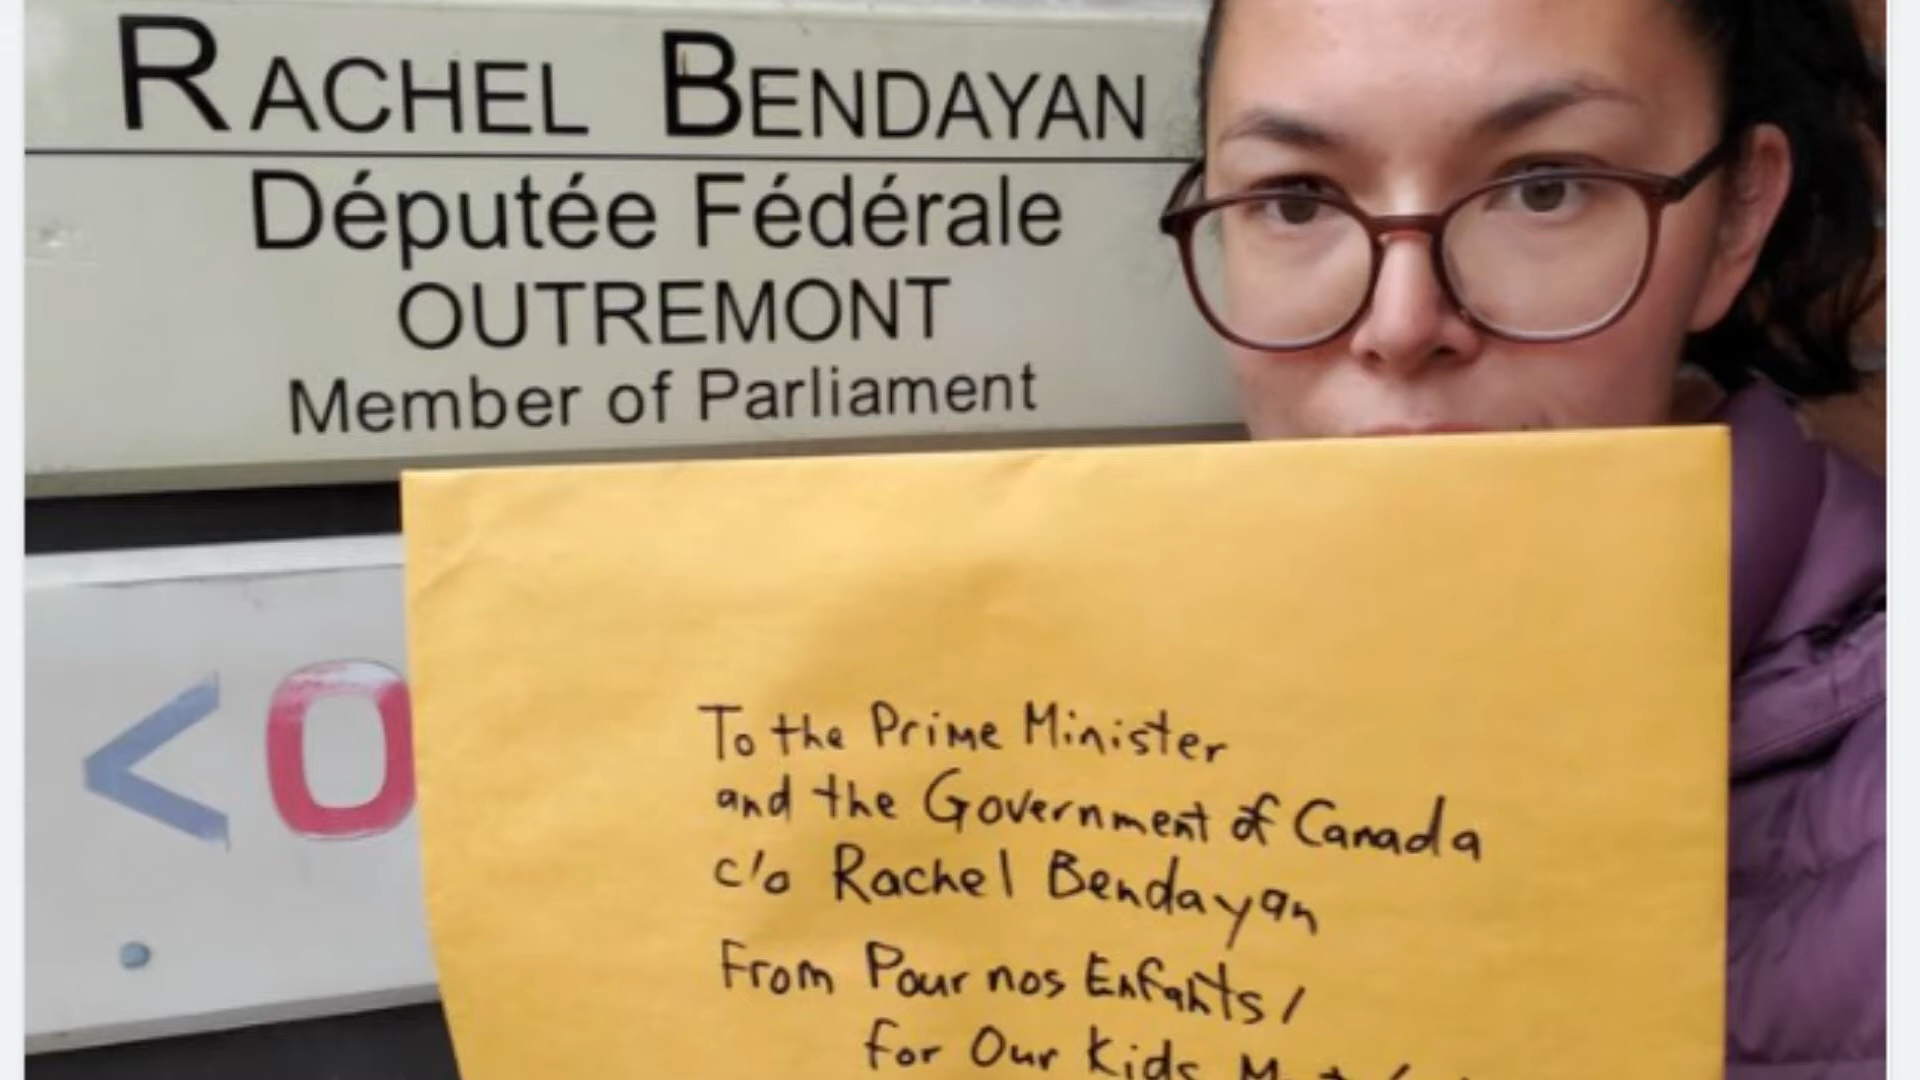 RACHEL BENDAYAN
Députée Fédérale
OUTREMONT
Member of Parliament
<O
To the Prime Minister
and the Government of Canada
c/o Rachel Bendayan
From Pour nos Enfants/
for Our Kids